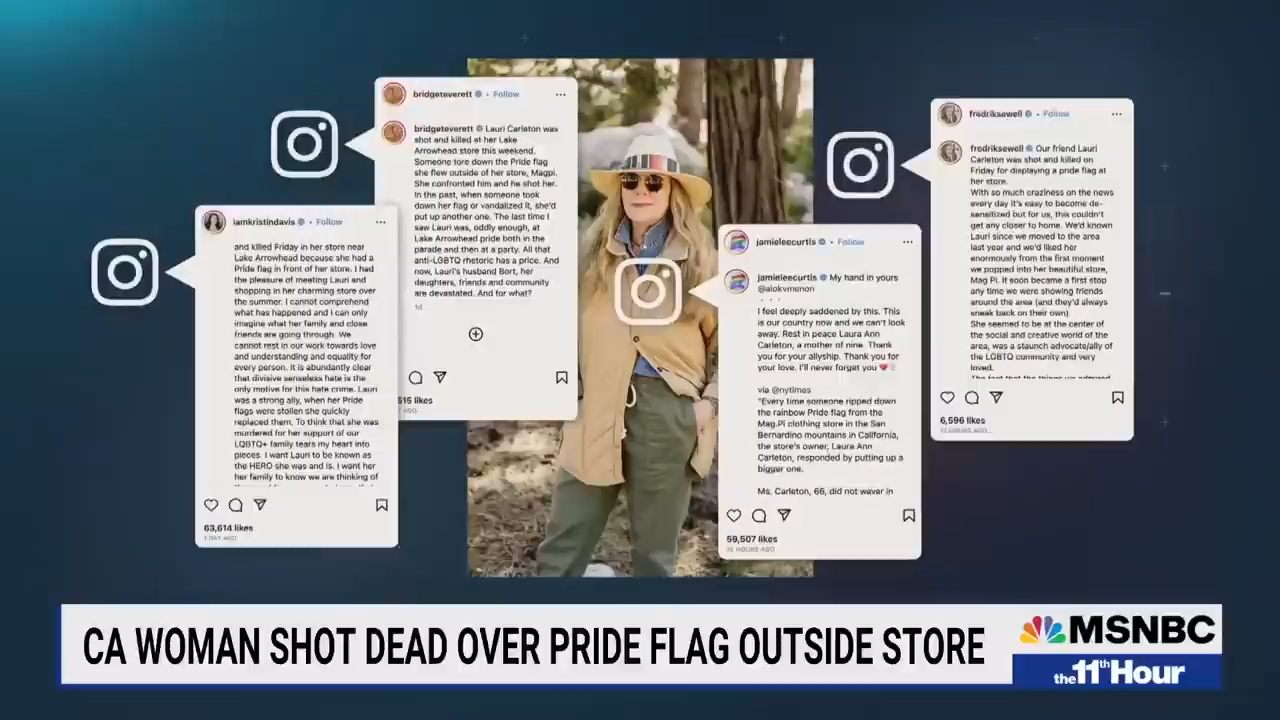 bridgeteverett • Follow
bridgeteverett Lauri Carleton was
shot and killed at her Lake
Arrowhead store this weekend.
Someone tore down the Pride flag
she flew outside of her store, Magpi.
She confronted him and he shot her.
In the past, when someone took
down her flag or vandalized it, she'd
put up another one. The last time I
saw Lauri was, oddly enough, at
Lake Arrowhead pride both in the
parade and then at a party. All that
anti-LGBTQ rhetoric has a price. And
now, Lauri's husband Bort, her
daughters, friends and community
are devastated. And for what?
1d
515 likes
AGO
iamkristindavis • Follow
and killed Friday in her store near
Lake Arrowhead because she had a
Pride flag in front of her store. I had
the pleasure of meeting Lauri and
shopping in her charming store over
the summer. I cannot comprehend
what has happened and I can only
imagine what her family and close
friends are going through. We
cannot rest in our work towards love
and understanding and equality for
every person. It is abundantly clear
that divisive senseless hate is the
only motive for this hate crime. Lauri
was a strong ally, when her Pride
flags were stolen she quickly
replaced them. To think that she was
murdered for her support of our
LQBTQ+ family tears my heart into
pieces. I want Lauri to be known as
the HERO she was and is. I want her
her family to know we are thinking of
63,614 likes
1 DAY AGO
jamieleecurtis • Follow
jamieleecurtis My hand in yours
@alokvmenon
I feel deeply saddened by this. This
is our country now and we can't look
away. Rest in peace Laura Ann
Carleton, a mother of nine. Thank
you for your allyship. Thank you for
your love. I'll never forget you
via @nytimes
"Every time someone ripped down
the rainbow Pride flag from the
Mag.Pi clothing store in the San
Bernardino mountains in California,
the store's owner, Laura Ann
Carleton, responded by putting up a
bigger one.
Ms. Carleton, 66, did not waver in
59,507 likes
HOURS AGO
fredriksewell • Follow
fredriksewell Our friend Lauri
Carleton was shot and killed on
Friday for displaying a pride flag at
her store.
With so much craziness on the news
every day it's easy to become de-
sensitized but for us, this couldn't
get any closer to home. We'd known
Lauri since we moved to the area
last year and we'd liked her
enormously from the first moment
we popped into her beautiful store,
Mag Pi. It soon became a first stop
any time we were showing friends
around the area (and they'd always
sneak back on their own)
She seemed to be at the center of
the social and creative world of the
area, was a staunch advocate/ally of
the LGBTQ community and very
loved.
6,596 likes
HOURS AGO
CA WOMAN SHOT DEAD OVER PRIDE FLAG OUTSIDE STORE
MSNBC
the 11th Hour